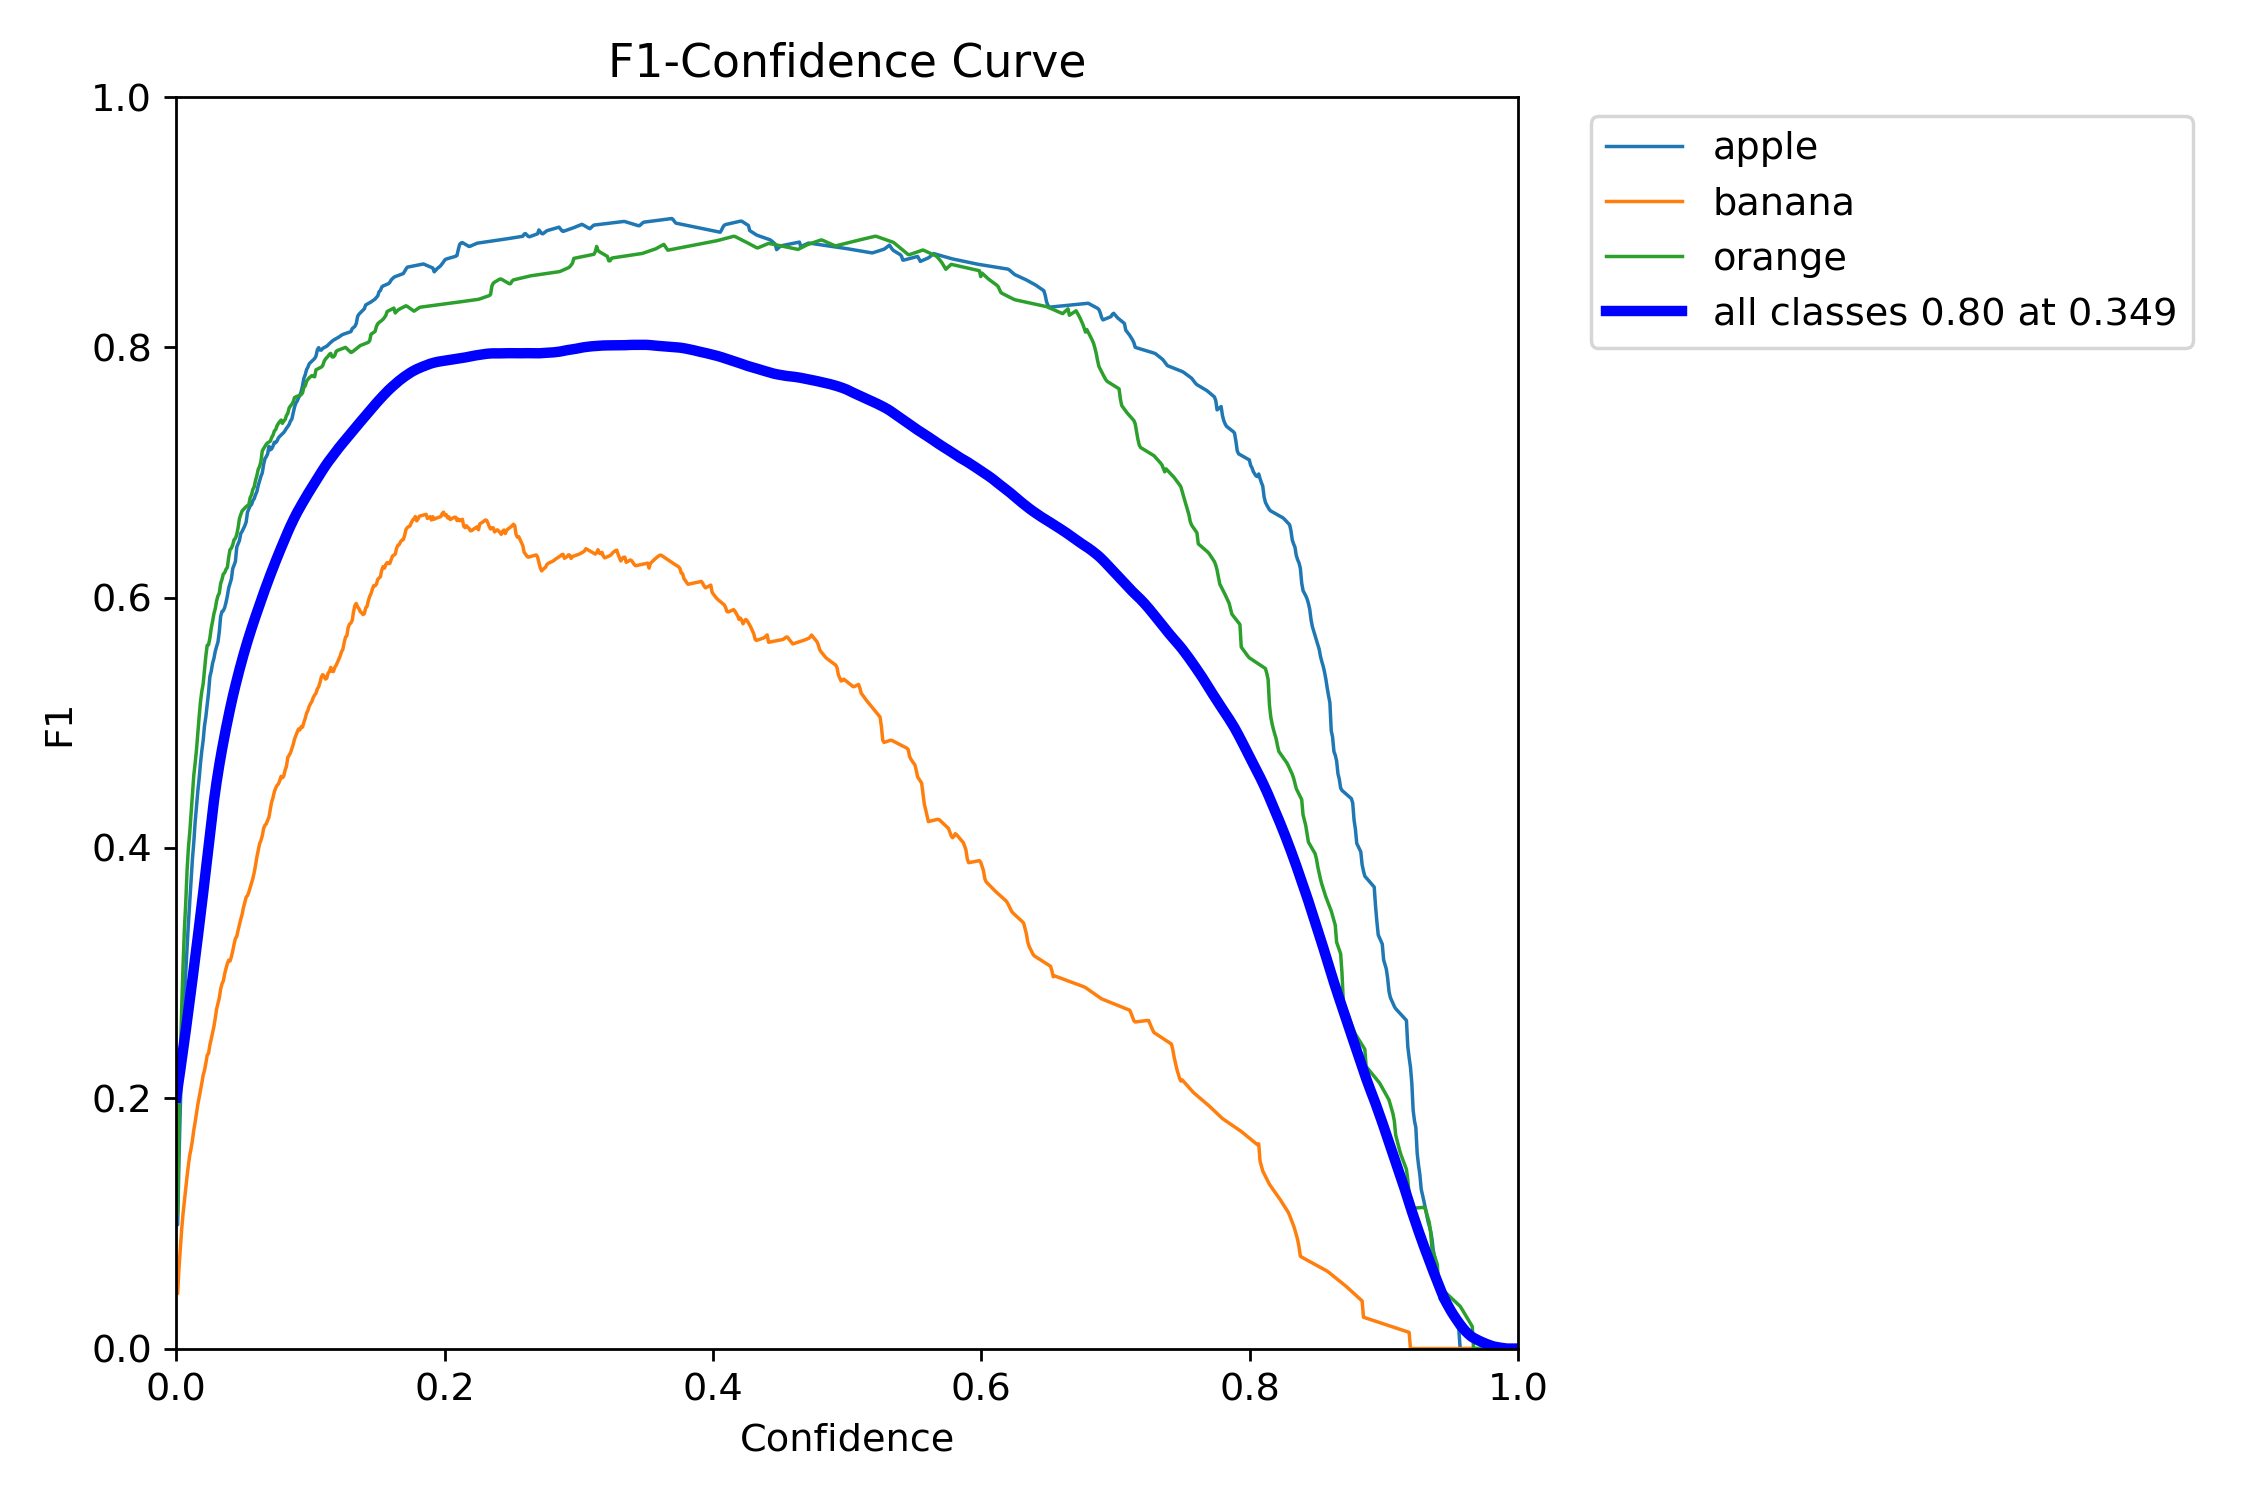 F1-Confidence Curve
1.0
0.8
0.6
0.4
0.2
0.0
F1
0.0 0.2 0.4 0.6 0.8 1.0
Confidence
apple
banana
orange
all classes 0.80 at 0.349